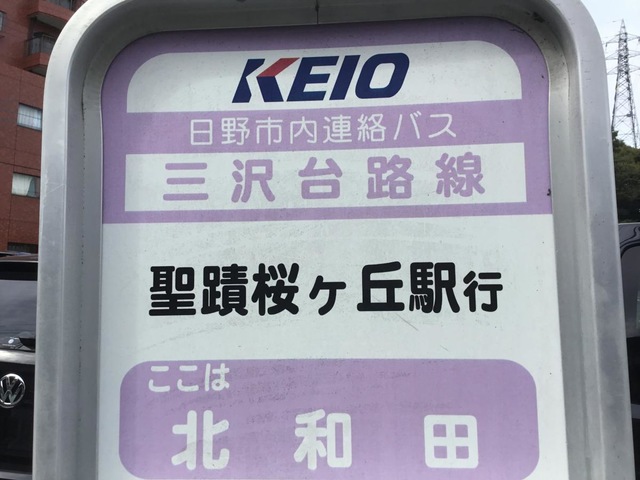 KEIO
日野市内連絡バス
三沢台路線
聖蹟桜ヶ丘駅行
ここは
北和田